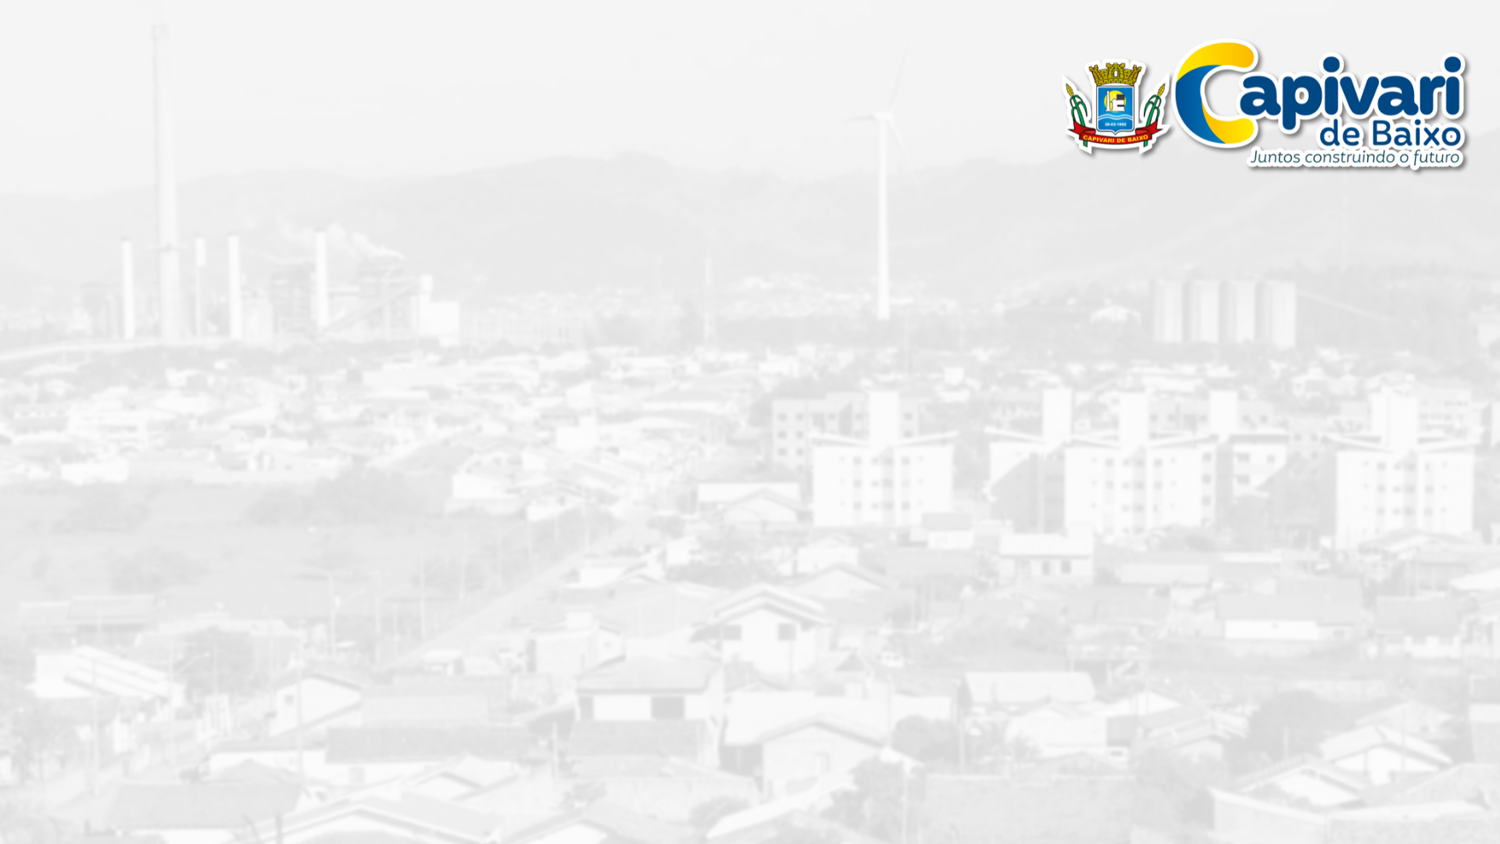 Capivari
de Baixo
Juntos construindo o futuro
CAPIVARI DE BAIXO